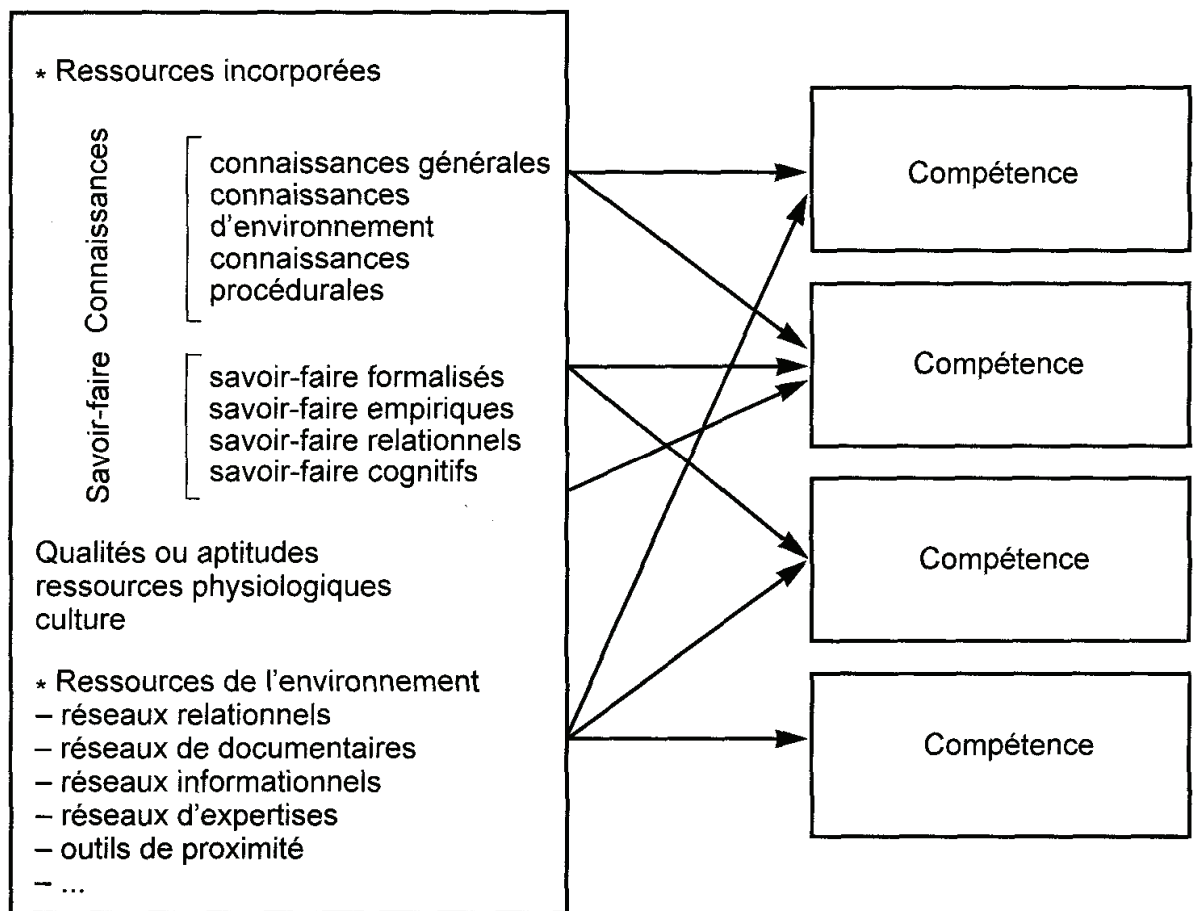 * Ressources incorporées
Connaissances
connaissances générales
connaissances
d'environnement
connaissances
procédurales
Savoir-faire
savoir-faire formalisés
savoir-faire empiriques
savoir-faire relationnels
savoir-faire cognitifs
Qualités ou aptitudes
ressources physiologiques
culture
* Ressources de l'environnement
– réseaux relationnels
– réseaux de documentaires
– réseaux informationnels
– réseaux d'expertises
– outils de proximité
– ...
Compétence
Compétence
Compétence
Compétence